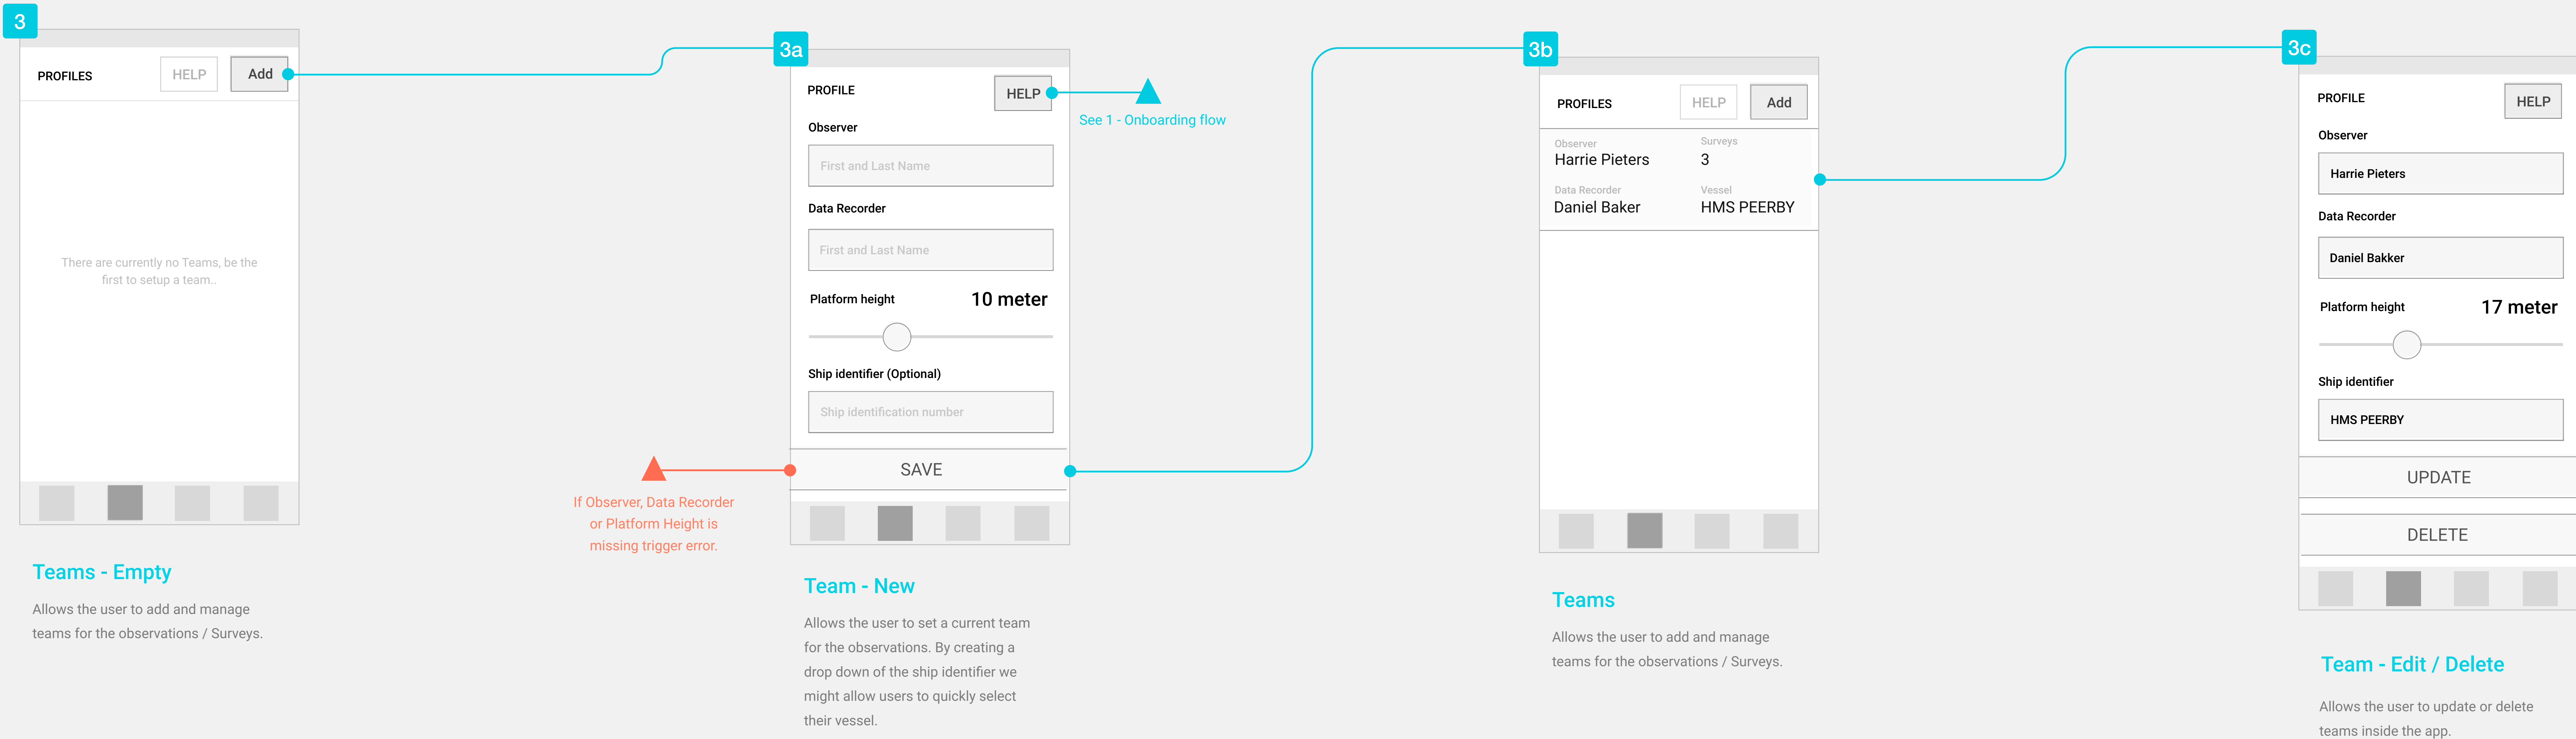 3
PROFILES
HELP
Add
There are currently no Teams, be the
first to setup a team..
Teams - Empty
Allows the user to add and manage
teams for the observations / Surveys.
3a
PROFILE
HELP
See 1 - Onboarding flow
Observer
First and Last Name
Data Recorder
First and Last Name
Platform height
10 meter
Ship identifier (Optional)
Ship identification number
SAVE
If Observer, Data Recorder
or Platform Height is
missing trigger error.
Team - New
Allows the user to set a current team
for the observations. By creating a
drop down of the ship identifier we
might allow users to quickly select
their vessel.
3b
PROFILES
HELP
Add
Observer
Harrie Pieters
Surveys
3
Data Recorder
Daniel Baker
Vessel
HMS PEERBY
Teams
Allows the user to add and manage
teams for the observations / Surveys.
3c
PROFILE
HELP
Observer
Harrie Pieters
Data Recorder
Daniel Bakker
Platform height
17 meter
Ship identifier
HMS PEERBY
UPDATE
DELETE
Team - Edit / Delete
Allows the user to update or delete
teams inside the app.